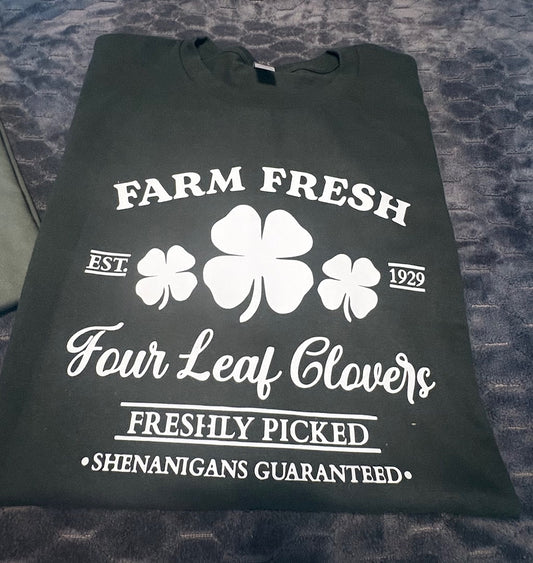 FARM FRESH
EST. 1929
Four Leaf Clovers
FRESHLY PICKED
•SHENANIGANS GUARANTEED•